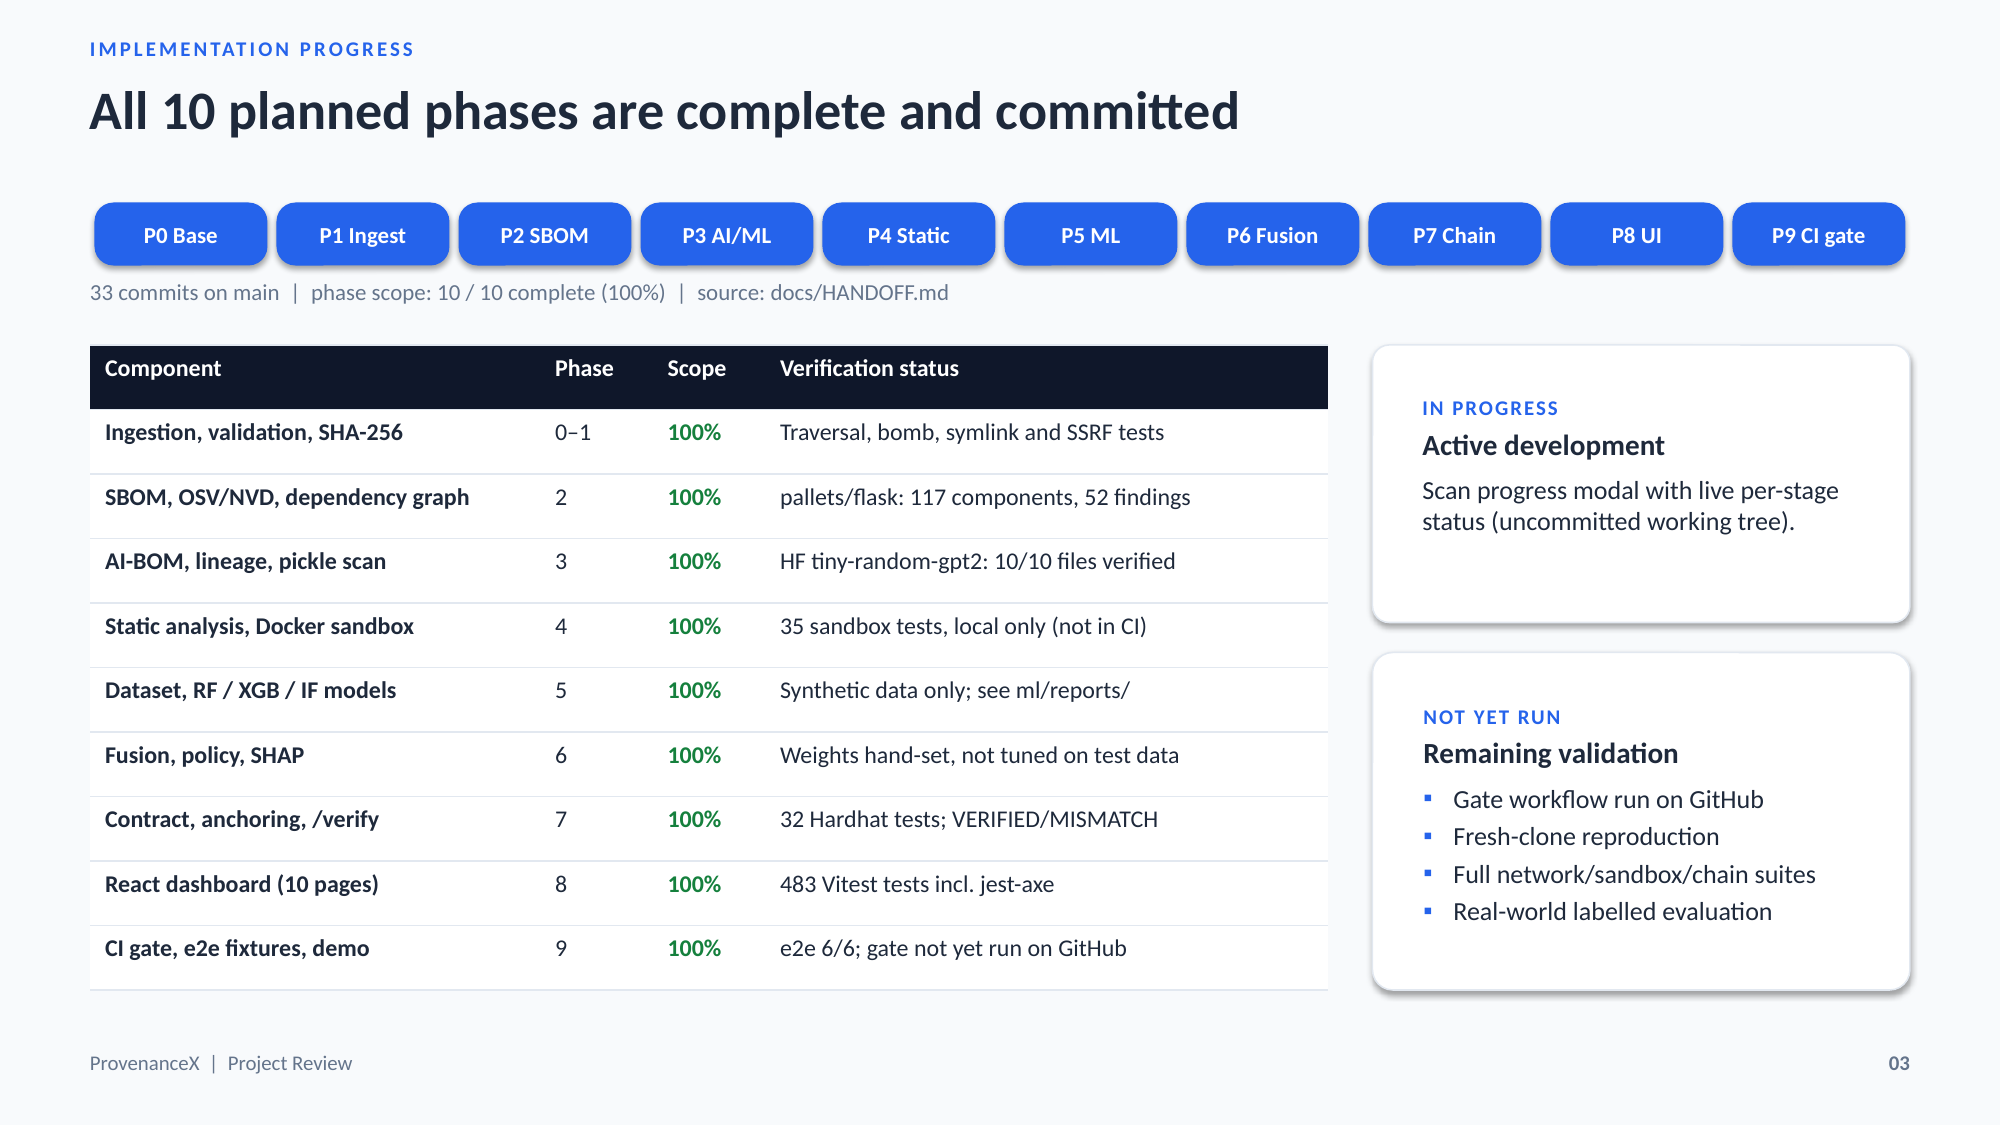 IMPLEMENTATION PROGRESS
All 10 planned phases are complete and committed
P0 Base
P1 Ingest
P2 SBOM
P3 AI/ML
P4 Static
P5 ML
P6 Fusion
P7 Chain
P8 UI
P9 CI gate
33 commits on main | phase scope: 10 / 10 complete (100%) | source: docs/HANDOFF.md
Component Phase Scope Verification status
Ingestion, validation, SHA-256 0–1 100% Traversal, bomb, symlink and SSRF tests
SBOM, OSV/NVD, dependency graph 2 100% pallets/flask: 117 components, 52 findings
AI-BOM, lineage, pickle scan 3 100% HF tiny-random-gpt2: 10/10 files verified
Static analysis, Docker sandbox 4 100% 35 sandbox tests, local only (not in CI)
Dataset, RF / XGB / IF models 5 100% Synthetic data only; see ml/reports/
Fusion, policy, SHAP 6 100% Weights hand-set, not tuned on test data
Contract, anchoring, /verify 7 100% 32 Hardhat tests; VERIFIED/MISMATCH
React dashboard (10 pages) 8 100% 483 Vitest tests incl. jest-axe
CI gate, e2e fixtures, demo 9 100% e2e 6/6; gate not yet run on GitHub
IN PROGRESS
Active development
Scan progress modal with live per-stage
status (uncommitted working tree).
NOT YET RUN
Remaining validation
▪ Gate workflow run on GitHub
▪ Fresh-clone reproduction
▪ Full network/sandbox/chain suites
▪ Real-world labelled evaluation
ProvenanceX | Project Review
03